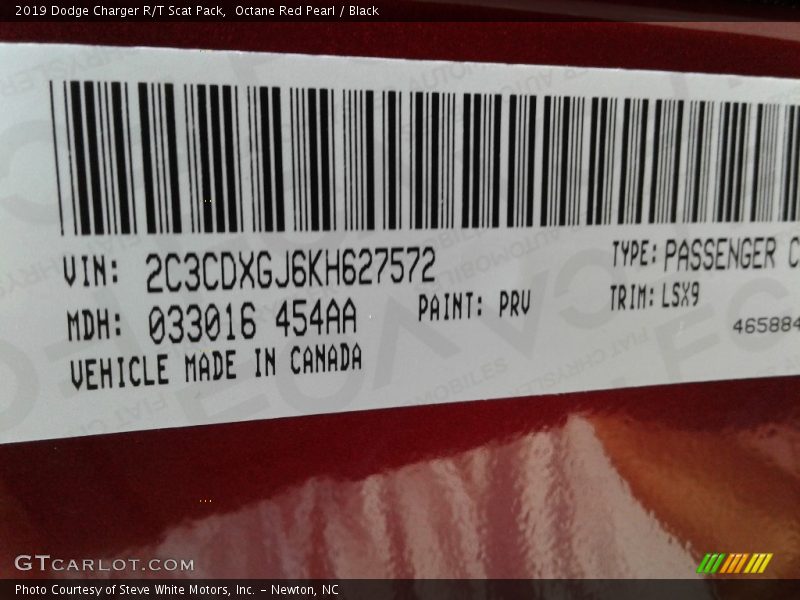 2019 Dodge Charger R/T Scat Pack,  Octane Red Pearl / Black
VIN: 2C3CDXGJ6KH627572
TYPE: PASSENGER C
MDH: 033016 454AA
PAINT: PRV
TRIM: LSX9
VEHICLE MADE IN CANADA
465884
GTCARLOT.COM
Photo Courtesy of Steve White Motors, Inc. – Newton, NC